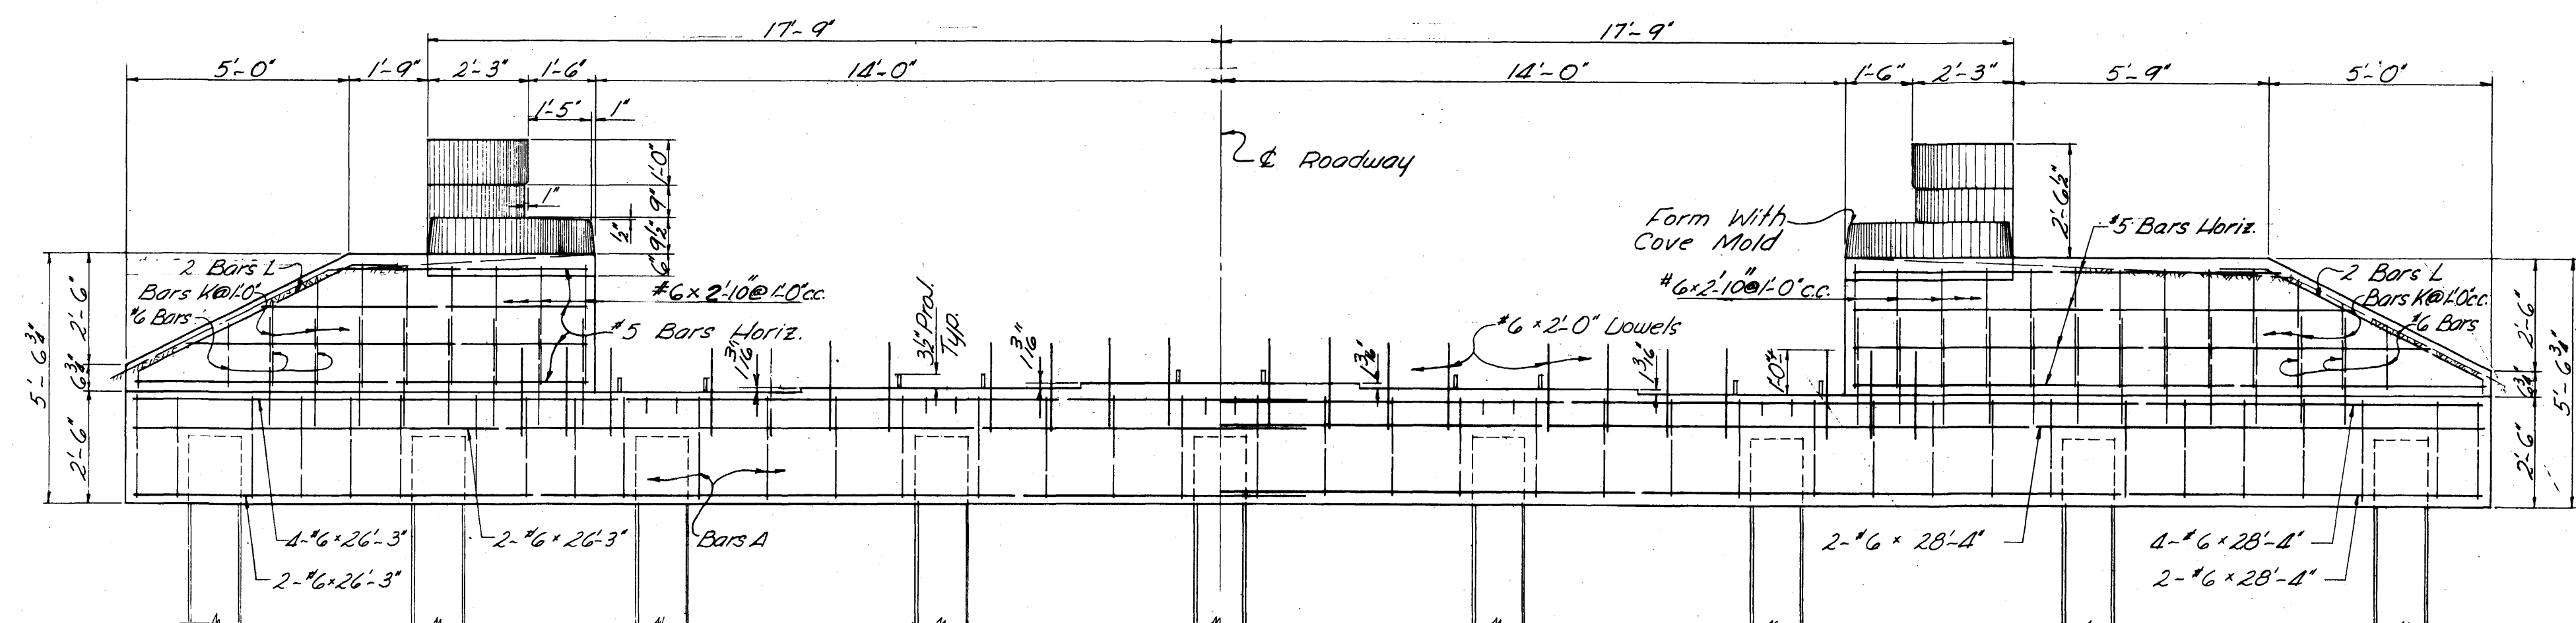 17'-9" 17'-9"
5'-0" 1'-9" 2'-3" 1'-6" 14'-0" 14'-0" 1'-6" 2'-3" 5'-9" 5'-0"
1'-5" 1"
1'-0"
9"
1"
½"
9½"
6"
℄ Roadway
2'-6½"
Form With
Cove Mold
#5 Bars Horiz.
2 Bars L
Bars K@1'-0"
#6 Bars
#6 × 2'-10" @ 1'-0" c.c.
#5 Bars Horiz.
3½" Proj.
Typ.
1 3/16"
1 3/16"
1 3/16"
1 3/16"
#6 × 2'-0" Dowels
1'-0"±
#6 × 2'-10" @ 1'-0" c.c.
2 Bars L
Bars K@1'-0" c.c.
#6 Bars
5'-6¾"
2'-6"
6¾"
2'-6"
2'-6"
6¾"
2'-6"
5'-6¾"
4-#6 × 26'-3"
2-#6 × 26'-3"
2-#6 × 26'-3"
Bars A
2-#6 × 28'-4"
4-#6 × 28'-4"
2-#6 × 28'-4"